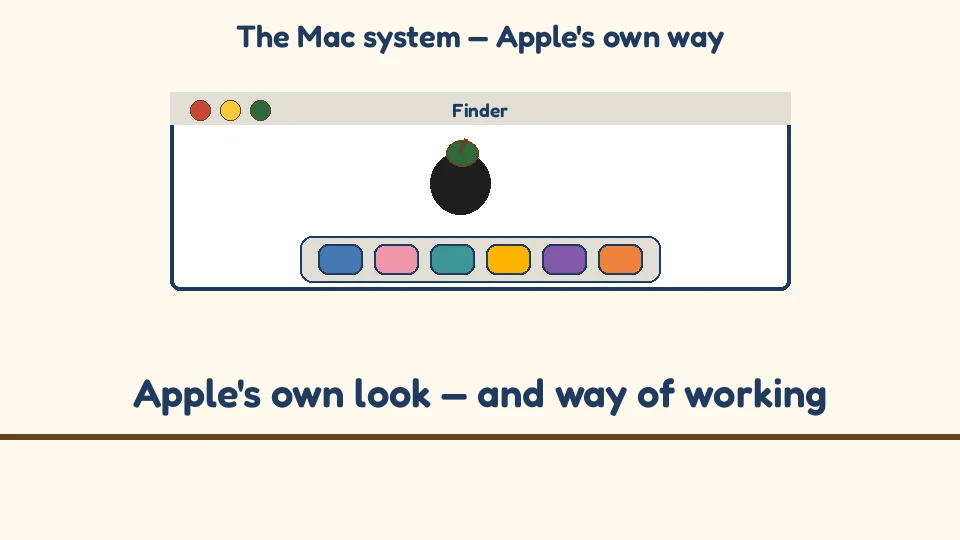 The Mac system — Apple's own way
Finder
Apple's own look — and way of working